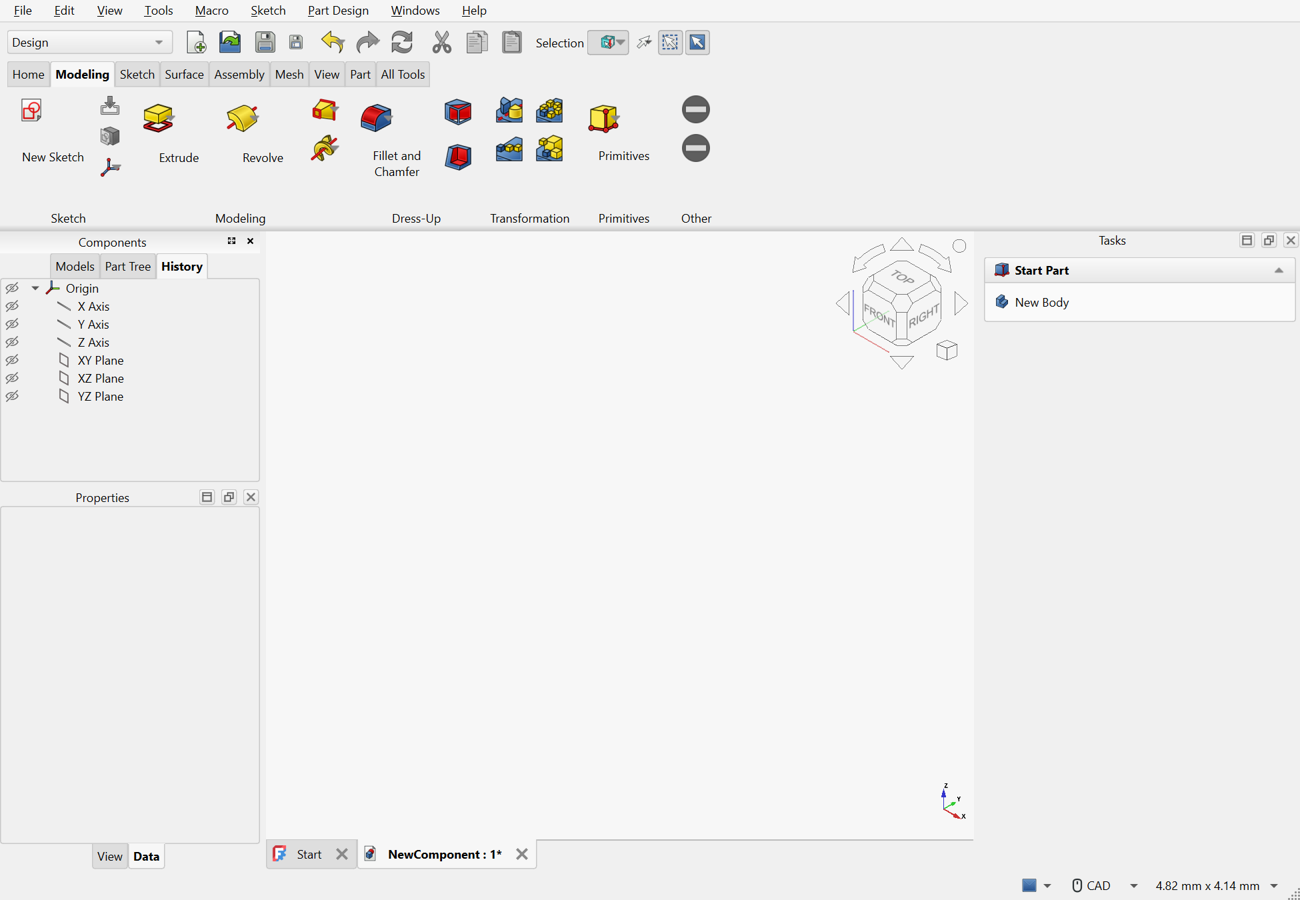 File Edit View Tools Macro Sketch Part Design Windows Help
Design
Selection
Home Modeling Sketch Surface Assembly Mesh View Part All Tools
New Sketch
Extrude
Revolve
Fillet and
Chamfer
Primitives
Sketch Modeling Dress-Up Transformation Primitives Other
Components
Models Part Tree History
Origin
X Axis
Y Axis
Z Axis
XY Plane
XZ Plane
YZ Plane
Properties
View Data
TOP
FRONT
RIGHT
Z
Y
X
Start
NewComponent : 1*
Tasks
Start Part
New Body
CAD
4.82 mm x 4.14 mm